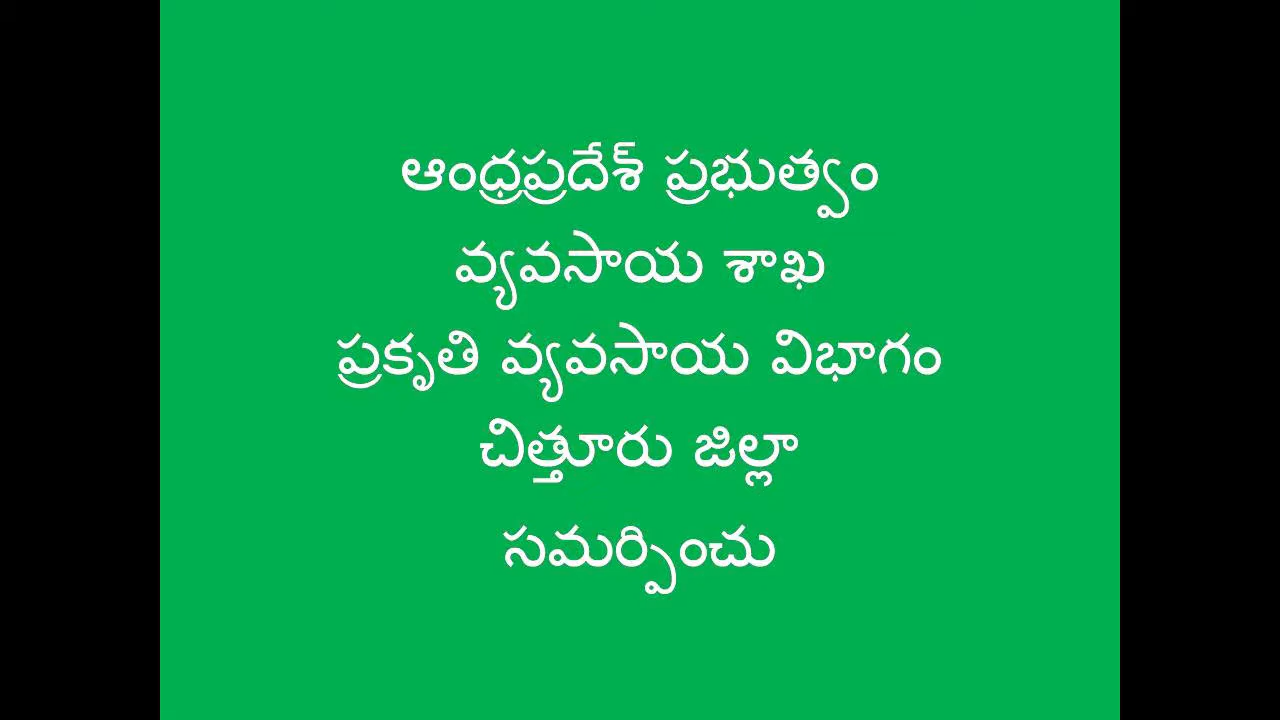 ఆంధ్రప్రదేశ్ ప్రభుత్వం
వ్యవసాయ శాఖ
ప్రకృతి వ్యవసాయ విభాగం
చిత్తూరు జిల్లా
సమర్పించు